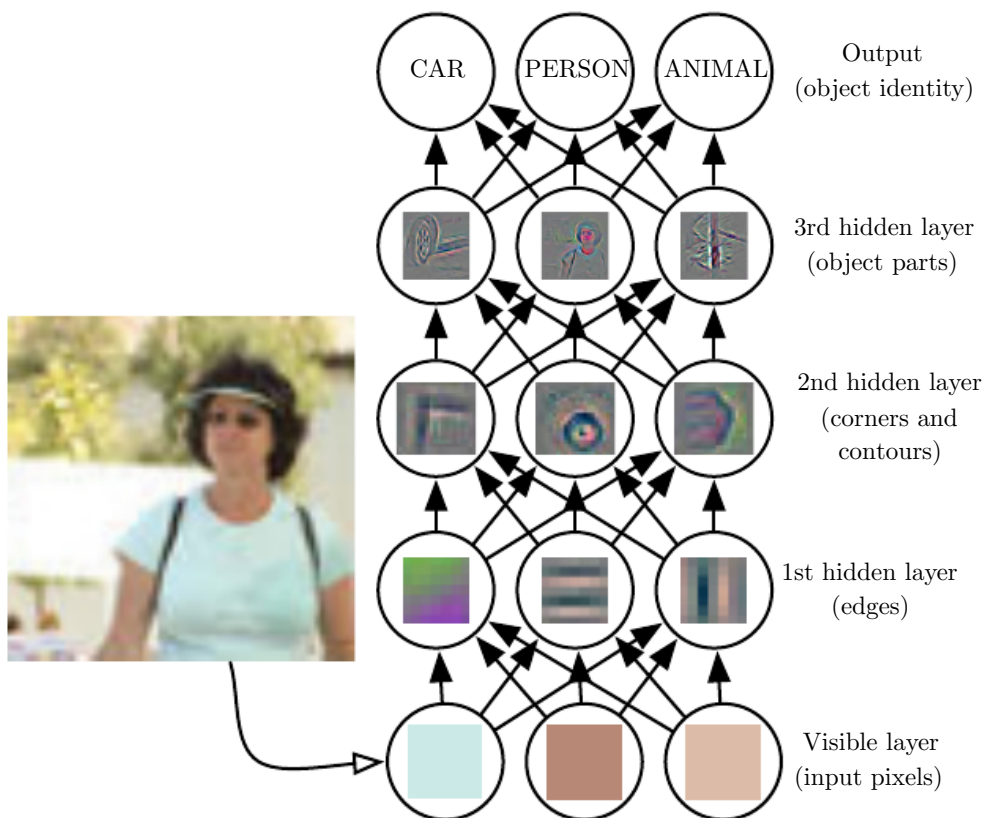 CAR
PERSON
ANIMAL
Output
(object identity)
3rd hidden layer
(object parts)
2nd hidden layer
(corners and
contours)
1st hidden layer
(edges)
Visible layer
(input pixels)